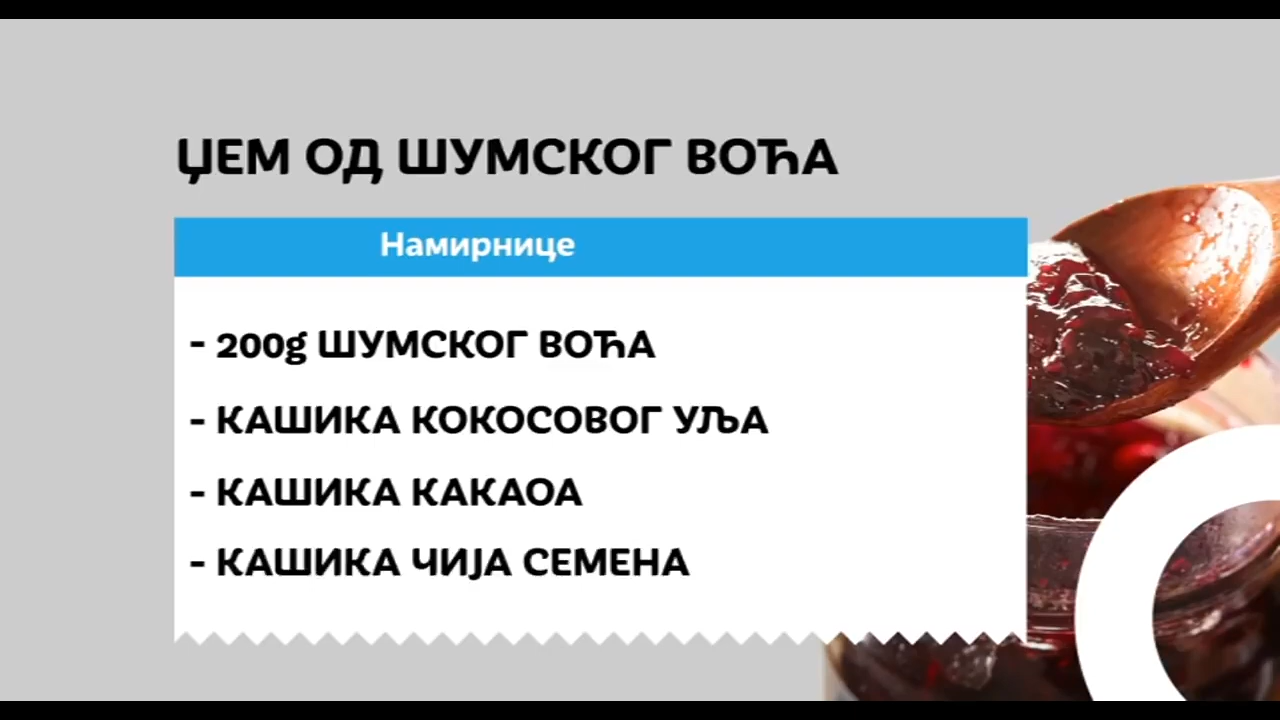 ЏЕМ ОД ШУМСКОГ ВОЋА
Намирнице
- 200g ШУМСКОГ ВОЋА
- КАШИКА КОКОСОВОГ УЉА
- КАШИКА КАКАОА
- КАШИКА ЧИЈА СЕМЕНА